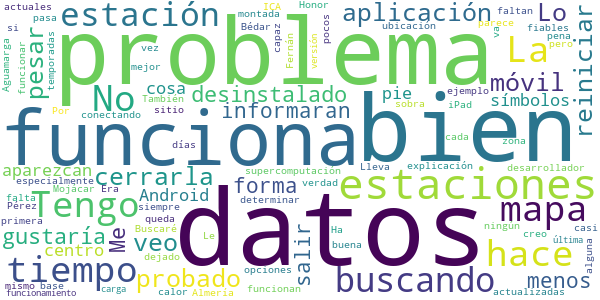 actuales
si
pasa
Aguamarga
funcionar
temporadas
pesar
estación
vez
mejor
montada
Bédar
ICA
Honor
capaz
Fernán
versión
pocos
aplicación
ubicación
parece
va
faltan
pero
Lo
fiables
pena
reiniciar
problema
No
cosa
También
Por
conectando
sitio
desinstalado
informaran
pie
sobra
iPad
ejemplo
La
móvil
símbolos
cada
zona
funciona
bien
días
aparezcan
especialmente
Mojácar
cerrarla
Era
Android
supercomputación
verdad
Lleva
explicación
determinar
desarrollador
estaciones
ningun
mapa
falta
Pérez
primera
Tengo
gustaría
centro
Me
veo
siempre
queda
Buscaré
dejado
Le
forma
salir
datos
Ha
buena
creo
última
casi
alguna
hace
tiempo
mismo
base
funcionamiento
carga
probado
calor
Almería
opciones
funcionan
buscando
menos
actualizadas